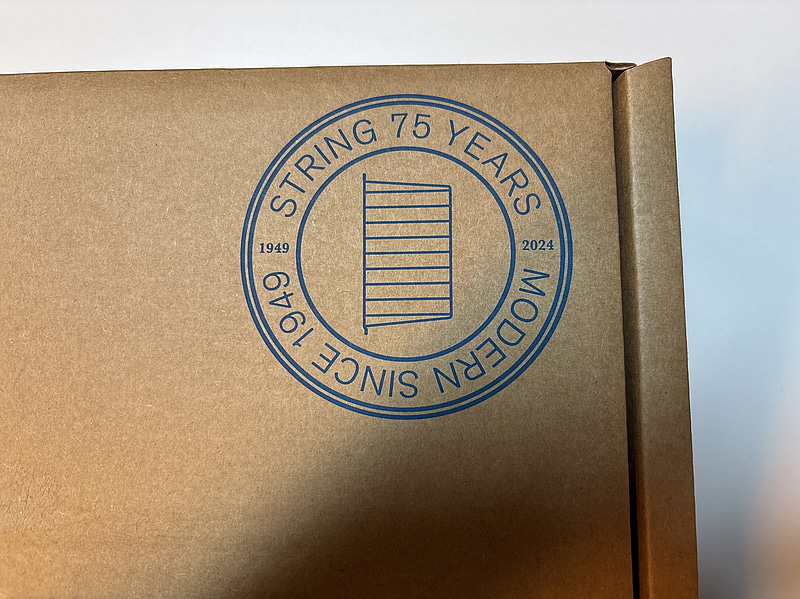 STRING 75 YEARS
1949
2024
MODERN SINCE 1949